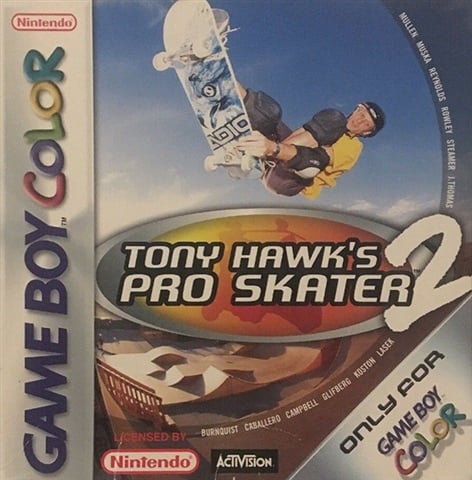 Nintendo
GAME BOY COLOR
TM
MULLEN MUSKA REYNOLDS ROWLEY STEAMER J.THOMAS
TONY HAWK'S
PRO SKATER 2
BURNQUIST CABALLERO CAMPBELL GLIFBERG KOSTON LASEK
ONLY FOR
GAME BOY
COLOR
LICENSED BY
Nintendo
ACTIVISION